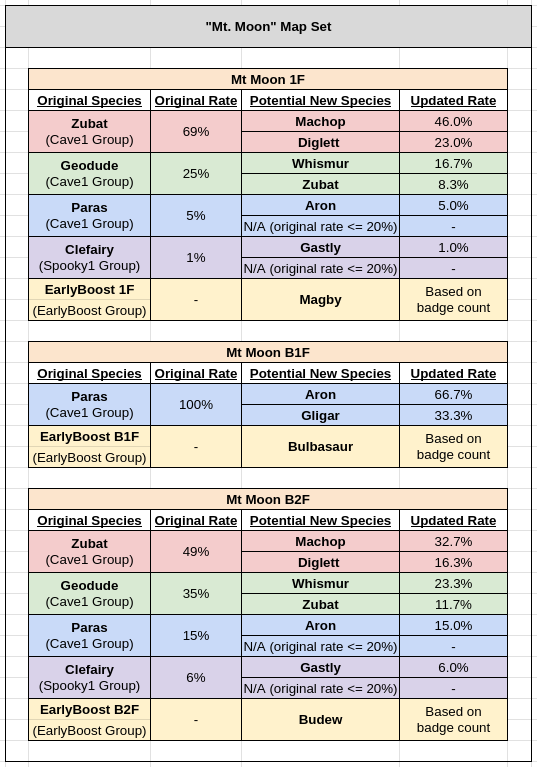 "Mt. Moon" Map Set
Mt Moon 1F
Original Species Original Rate Potential New Species Updated Rate
Zubat
(Cave1 Group)
69%
Machop 46.0%
Diglett 23.0%
Geodude
(Cave1 Group)
25%
Whismur 16.7%
Zubat 8.3%
Paras
(Cave1 Group)
5%
Aron 5.0%
N/A (original rate <= 20%) -
Clefairy
(Spooky1 Group)
1%
Gastly 1.0%
N/A (original rate <= 20%) -
EarlyBoost 1F
(EarlyBoost Group)
-
Magby
Based on
badge count
Mt Moon B1F
Original Species Original Rate Potential New Species Updated Rate
Paras
(Cave1 Group)
100%
Aron 66.7%
Gligar 33.3%
EarlyBoost B1F
(EarlyBoost Group)
-
Bulbasaur
Based on
badge count
Mt Moon B2F
Original Species Original Rate Potential New Species Updated Rate
Zubat
(Cave1 Group)
49%
Machop 32.7%
Diglett 16.3%
Geodude
(Cave1 Group)
35%
Whismur 23.3%
Zubat 11.7%
Paras
(Cave1 Group)
15%
Aron 15.0%
N/A (original rate <= 20%) -
Clefairy
(Spooky1 Group)
6%
Gastly 6.0%
N/A (original rate <= 20%) -
EarlyBoost B2F
(EarlyBoost Group)
-
Budew
Based on
badge count